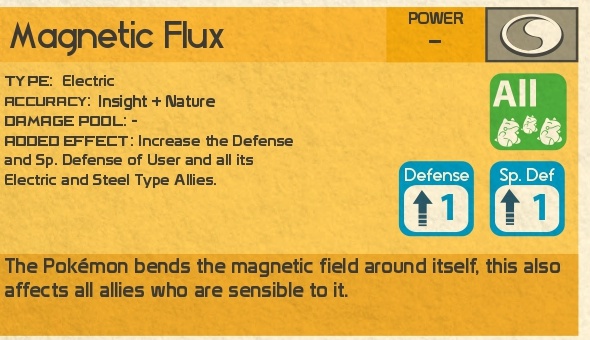 Magnetic Flux
POWER
–
TYPE: Electric
ACCURACY: Insight + Nature
DAMAGE POOL: -
ADDED EFFECT: Increase the Defense
and Sp. Defense of User and all its
Electric and Steel Type Allies.
All
Defense
1
Sp. Def
1
The Pokémon bends the magnetic field around itself, this also
affects all allies who are sensible to it.